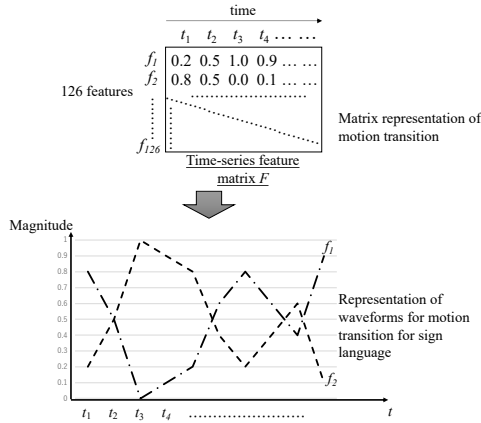 time
t1 t2 t3 t4 ... ...
f1 0.2 0.5 1.0 0.9 ... ...
f2 0.8 0.5 0.0 0.1 ... ...
126 features
f126
Matrix representation of
motion transition
Time-series feature
matrix F
Magnitude
1
0.9
0.8
0.7
0.6
0.5
0.4
0.3
0.2
0.1
0
f1
Representation of
waveforms for motion
transition for sign
language
f2
t1 t2 t3 t4 t